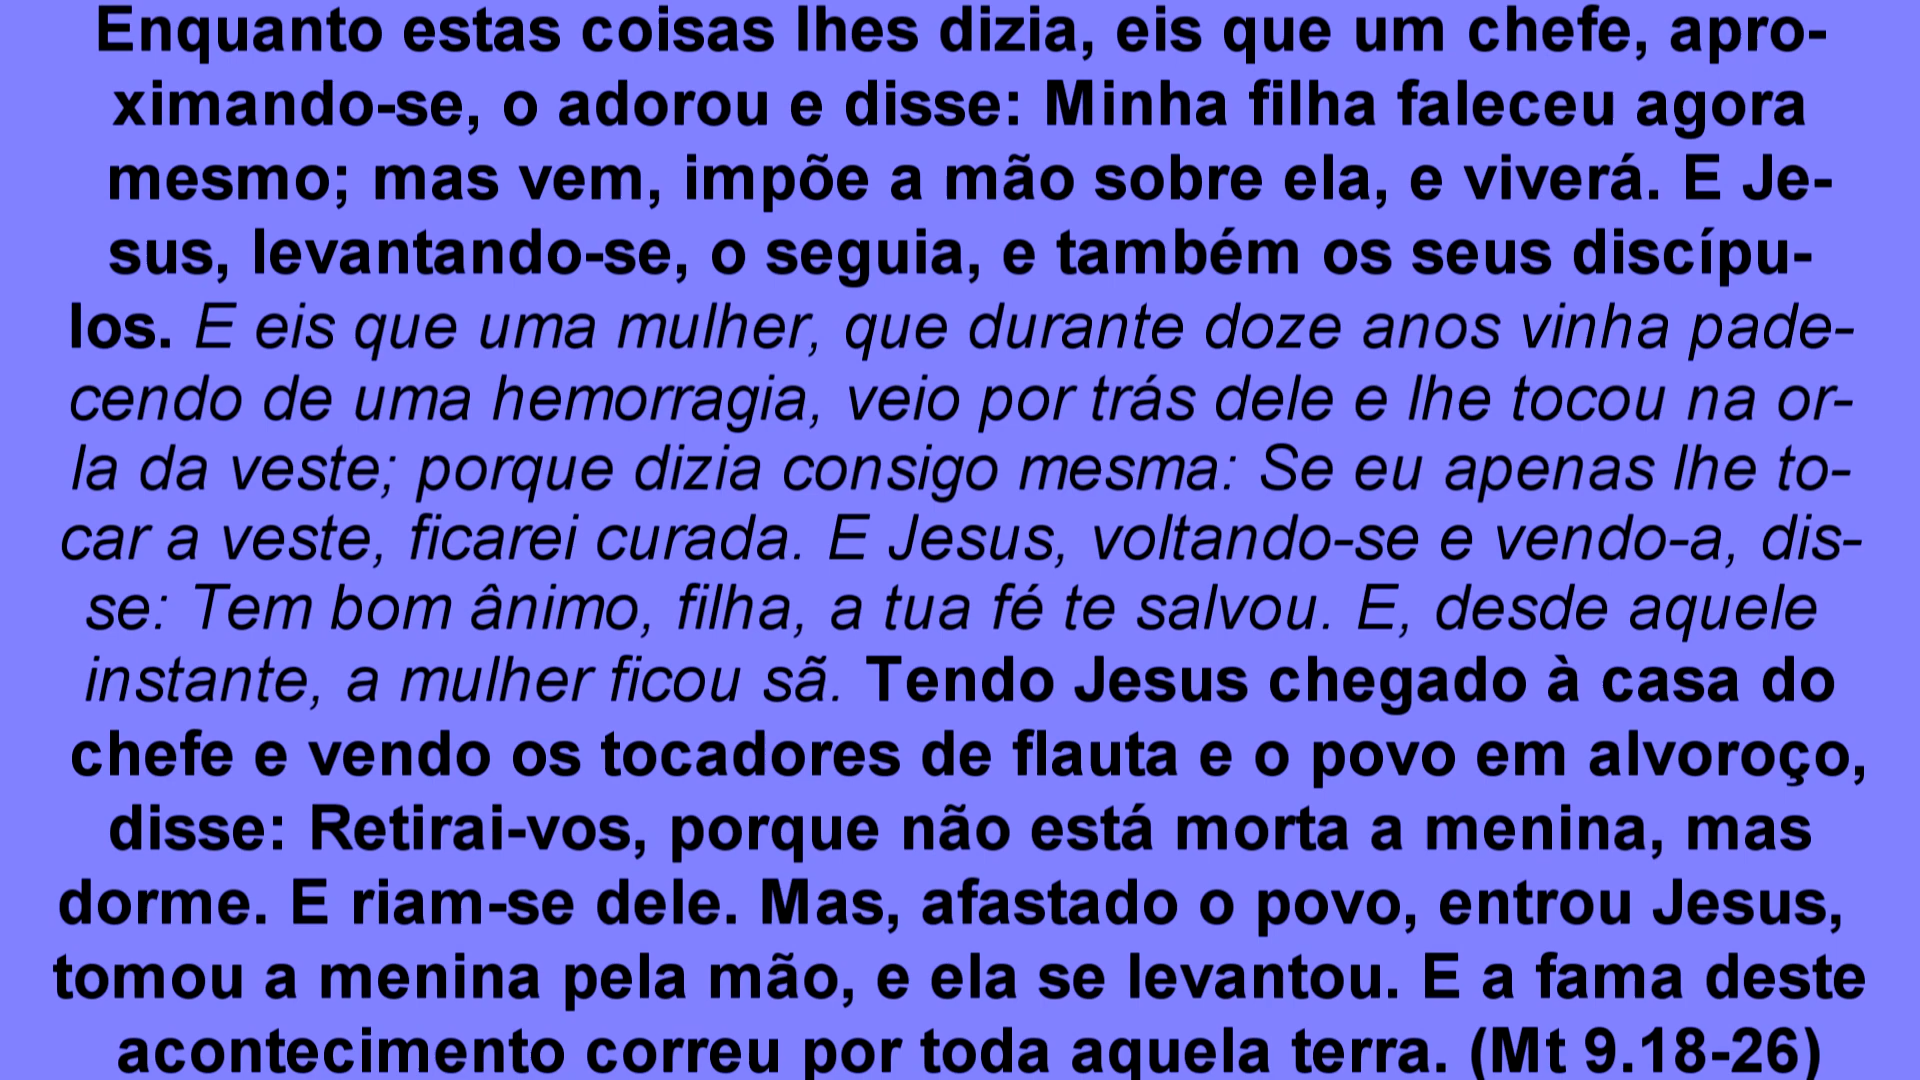 Enquanto estas coisas lhes dizia, eis que um chefe, apro-
ximando-se, o adorou e disse: Minha filha faleceu agora
mesmo; mas vem, impõe a mão sobre ela, e viverá. E Je-
sus, levantando-se, o seguia, e também os seus discípu-
los. E eis que uma mulher, que durante doze anos vinha pade-
cendo de uma hemorragia, veio por trás dele e lhe tocou na or-
la da veste; porque dizia consigo mesma: Se eu apenas lhe to-
car a veste, ficarei curada. E Jesus, voltando-se e vendo-a, dis-
se: Tem bom ânimo, filha, a tua fé te salvou. E, desde aquele
instante, a mulher ficou sã. Tendo Jesus chegado à casa do
chefe e vendo os tocadores de flauta e o povo em alvoroço,
disse: Retirai-vos, porque não está morta a menina, mas
dorme. E riam-se dele. Mas, afastado o povo, entrou Jesus,
tomou a menina pela mão, e ela se levantou. E a fama deste
acontecimento correu por toda aquela terra. (Mt 9.18-26)